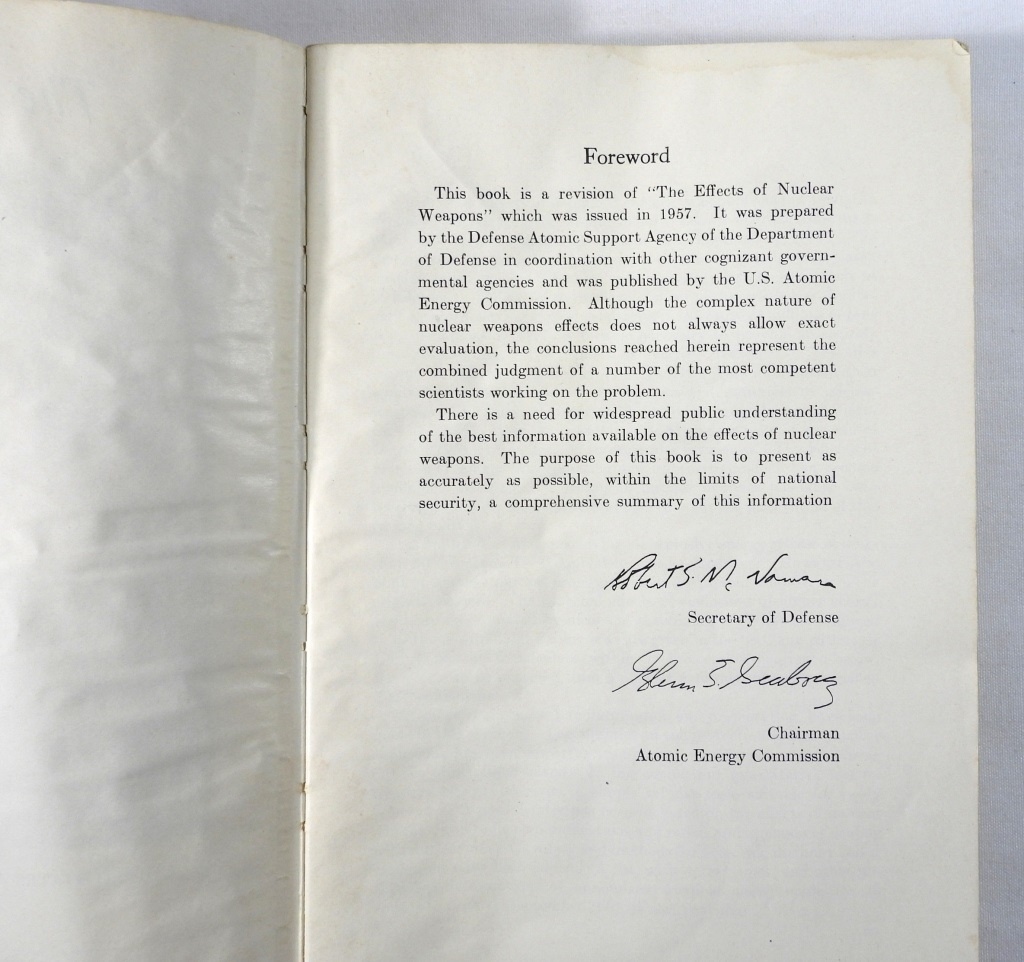 Foreword
This book is a revision of “The Effects of Nuclear
Weapons” which was issued in 1957. It was prepared
by the Defense Atomic Support Agency of the Department
of Defense in coordination with other cognizant govern-
mental agencies and was published by the U.S. Atomic
Energy Commission. Although the complex nature of
nuclear weapons effects does not always allow exact
evaluation, the conclusions reached herein represent the
combined judgment of a number of the most competent
scientists working on the problem.
There is a need for widespread public understanding
of the best information available on the effects of nuclear
weapons. The purpose of this book is to present as
accurately as possible, within the limits of national
security, a comprehensive summary of this information
Robert S. McNamara
Secretary of Defense
Glenn T. Seaborg
Chairman
Atomic Energy Commission